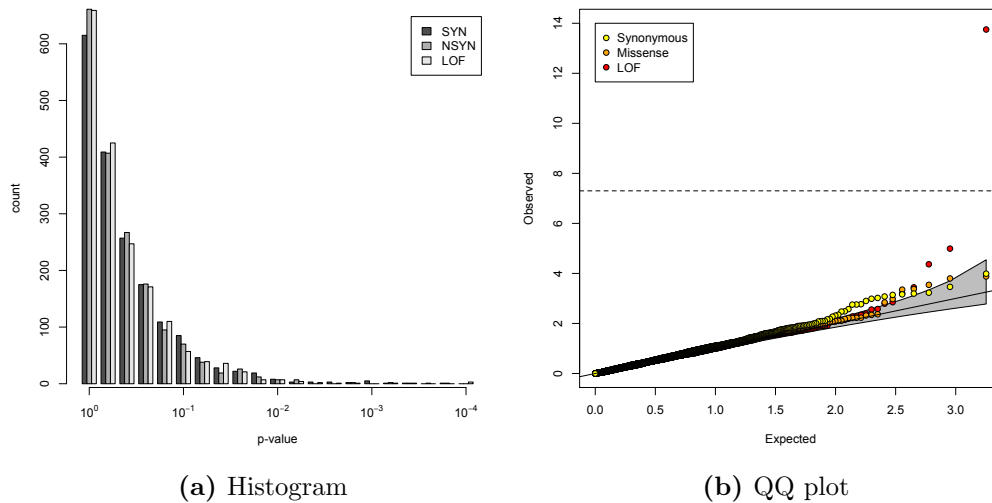 SYN
NSYN
LOF
600
500
400
300
200
100
0
count
10^0
10^-1
10^-2
10^-3
10^-4
p-value
(a) Histogram
Synonymous
Missense
LOF
14
12
10
8
6
4
2
0
Observed
0.0 0.5 1.0 1.5 2.0 2.5 3.0
Expected
(b) QQ plot